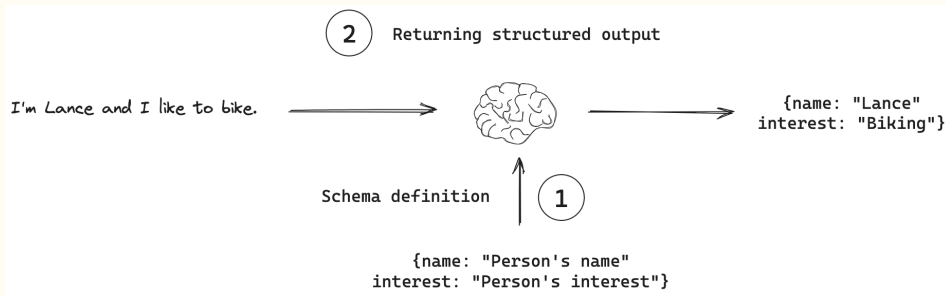 2
Returning structured output
I'm Lance and I like to bike.
{name: "Lance"
interest: "Biking"}
Schema definition
1
{name: "Person's name"
interest: "Person's interest"}